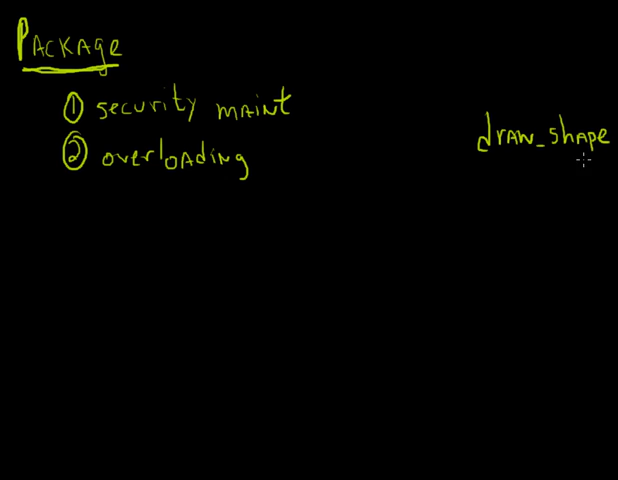 Package
① security maint
② overloading
draw_shape